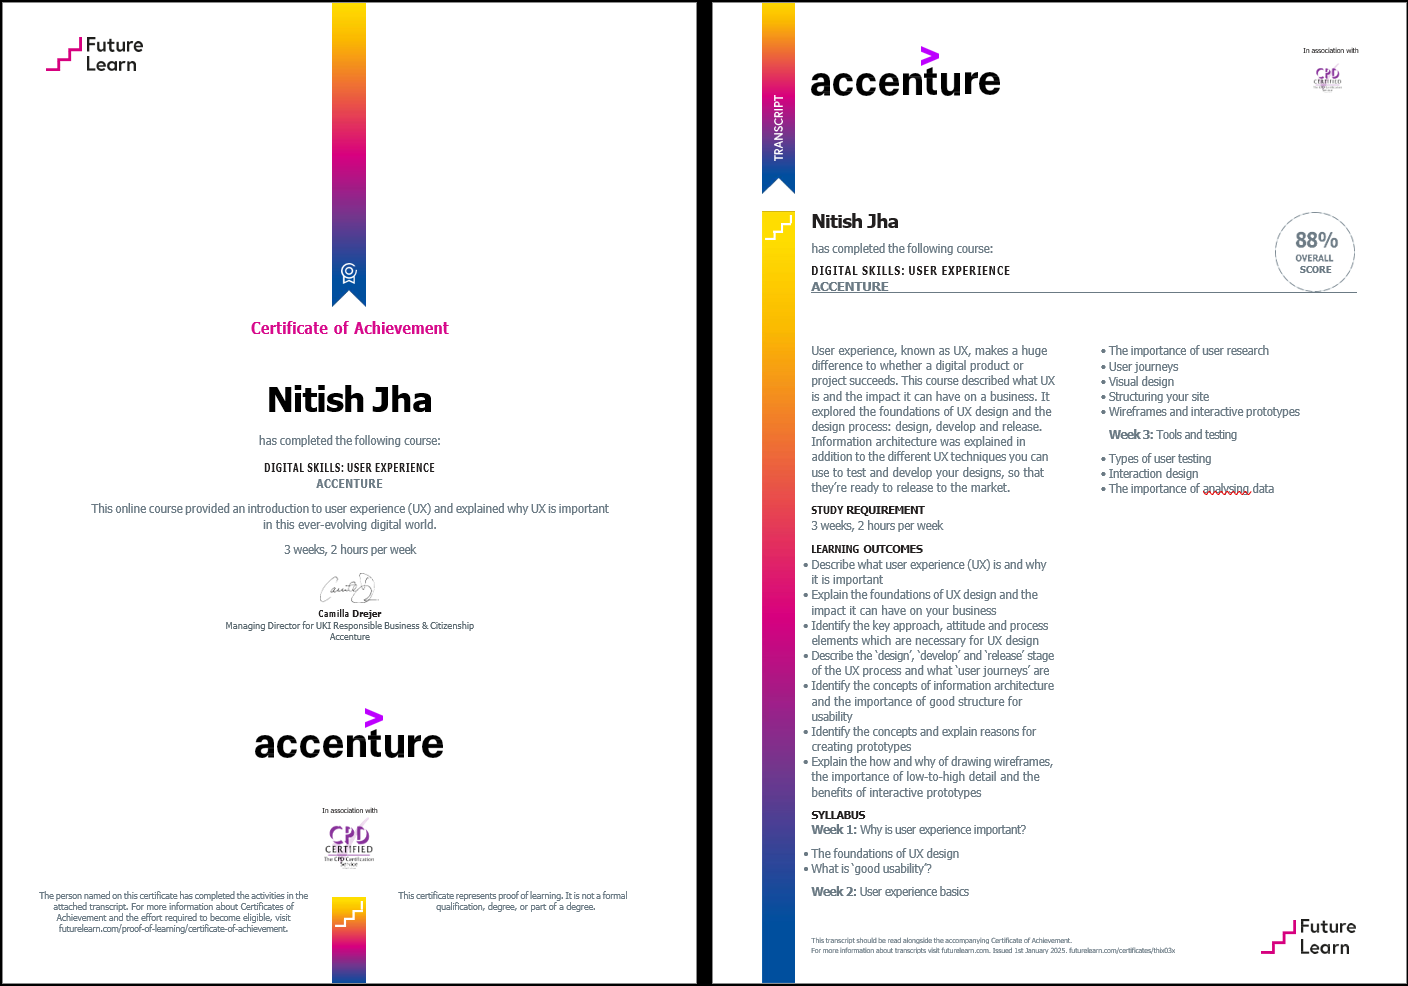 Future
Learn
Certificate of Achievement
Nitish Jha
has completed the following course:
DIGITAL SKILLS: USER EXPERIENCE
ACCENTURE
This online course provided an introduction to user experience (UX) and explained why UX is important
in this ever-evolving digital world.
3 weeks, 2 hours per week
Camilla Drejer
Managing Director for UKI Responsible Business & Citizenship
Accenture
accenture
In association with
CPD
CERTIFIED
The CPD Certification
Service
The person named on this certificate has completed the activities in the
attached transcript. For more information about Certificates of
Achievement and the effort required to become eligible, visit
futurelearn.com/proof-of-learning/certificate-of-achievement.
This certificate represents proof of learning. It is not a formal
qualification, degree, or part of a degree.
TRANSCRIPT
accenture
In association with
CPD
CERTIFIED
Nitish Jha
has completed the following course:
DIGITAL SKILLS: USER EXPERIENCE
ACCENTURE
88%
OVERALL
SCORE
User experience, known as UX, makes a huge
difference to whether a digital product or
project succeeds. This course described what UX
is and the impact it can have on a business. It
explored the foundations of UX design and the
design process: design, develop and release.
Information architecture was explained in
addition to the different UX techniques you can
use to test and develop your designs, so that
they're ready to release to the market.
STUDY REQUIREMENT
3 weeks, 2 hours per week
LEARNING OUTCOMES
• Describe what user experience (UX) is and why
it is important
• Explain the foundations of UX design and the
impact it can have on your business
• Identify the key approach, attitude and process
elements which are necessary for UX design
• Describe the 'design', 'develop' and 'release' stage
of the UX process and what 'user journeys' are
• Identify the concepts of information architecture
and the importance of good structure for
usability
• Identify the concepts and explain reasons for
creating prototypes
• Explain the how and why of drawing wireframes,
the importance of low-to-high detail and the
benefits of interactive prototypes
SYLLABUS
Week 1: Why is user experience important?
• The foundations of UX design
• What is 'good usability'?
Week 2: User experience basics
• The importance of user research
• User journeys
• Visual design
• Structuring your site
• Wireframes and interactive prototypes
Week 3: Tools and testing
• Types of user testing
• Interaction design
• The importance of analysing data
This transcript should be read alongside the accompanying Certificate of Achievement.
For more information about transcripts visit futurelearn.com. Issued 1st January 2025. futurelearn.com/certificates/thix03x
Future
Learn